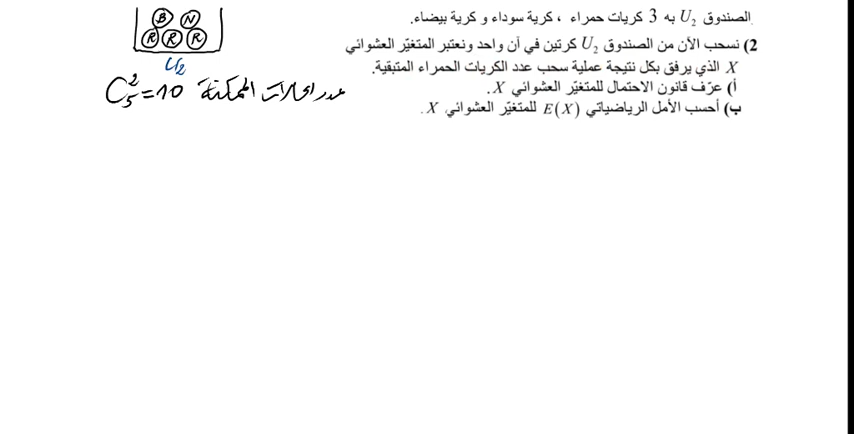 الصندوق U₂ به 3 كريات حمراء ، كرية سوداء و كرية بيضاء.
2) نسحب الآن من الصندوق U₂ كرتين في آن واحد ونعتبر المتغيّر العشوائي
X الذي يرفق بكل نتيجة عملية سحب عدد الكريات الحمراء المتبقية.
أ) عرّف قانون الاحتمال للمتغيّر العشوائي X.
ب) أحسب الأمل الرياضياتي E(X) للمتغيّر العشوائي X.
B N
R R R
U₂
عدد الحالات الممكنة C₅² = 10